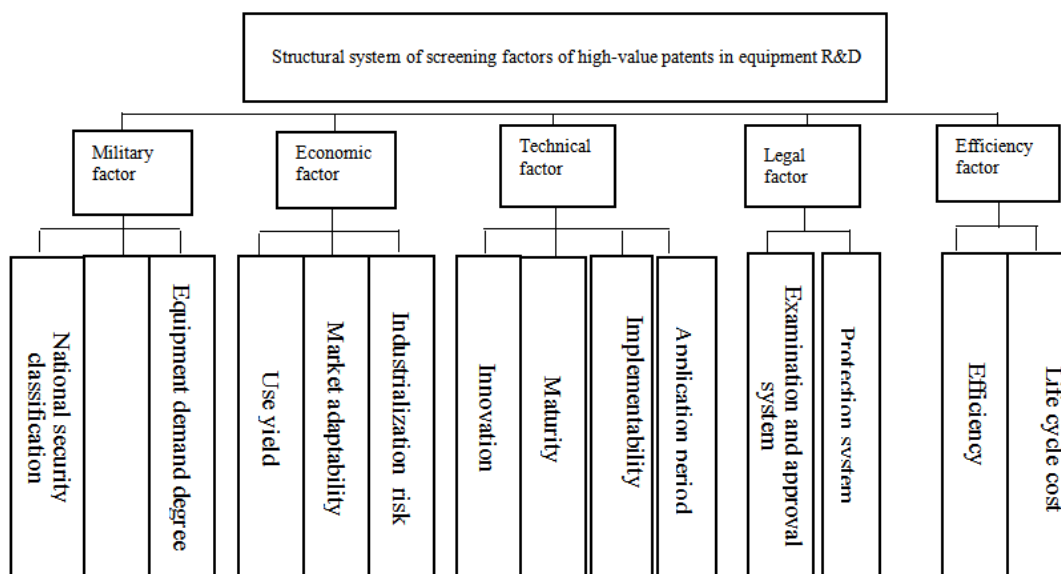 Structural system of screening factors of high-value patents in equipment R&D
Military
factor
Economic
factor
Technical
factor
Legal
factor
Efficiency
factor
National security
classification
Equipment demand degree
Use yield
Market adaptability
Industrialization risk
Innovation
Maturity
Implementability
Application period
Examination and approval
system
Protection system
Efficiency
Life cycle cost